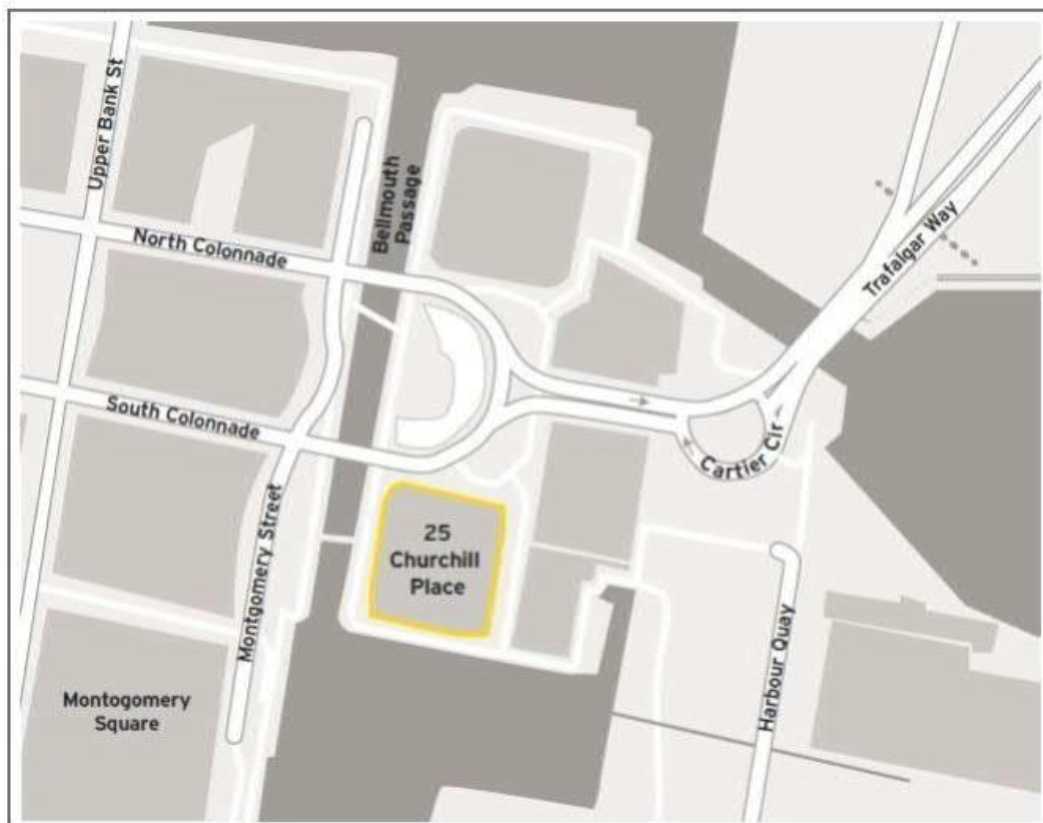 Upper Bank St
Bellmouth
Passage
North Colonnade
Trafalgar Way
South Colonnade
Cartier Cir
Montgomery Street
25
Churchill
Place
Harbour Quay
Montogomery
Square